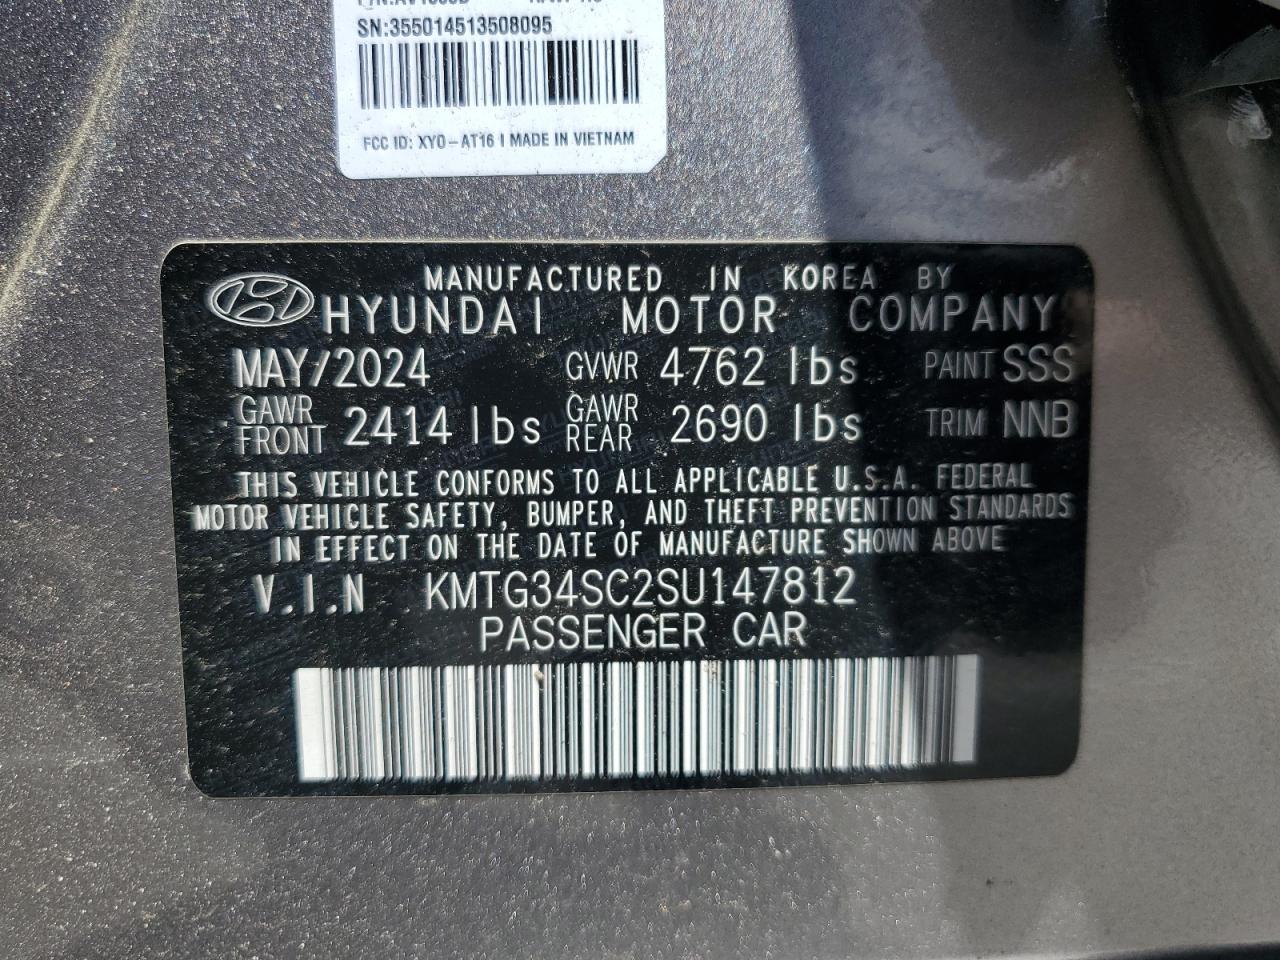 SN:355014513508095
FCC ID: XY0-AT16 I MADE IN VIETNAM
MANUFACTURED IN KOREA BY
HYUNDAI MOTOR COMPANY
MAY/2024 GVWR 4762 lbs PAINT SSS
GAWR FRONT 2414 lbs GAWR REAR 2690 lbs TRIM NNB
THIS VEHICLE CONFORMS TO ALL APPLICABLE U.S.A. FEDERAL
MOTOR VEHICLE SAFETY, BUMPER, AND THEFT PREVENTION STANDARDS
IN EFFECT ON THE DATE OF MANUFACTURE SHOWN ABOVE
V.I.N KMTG34SC2SU147812
PASSENGER CAR